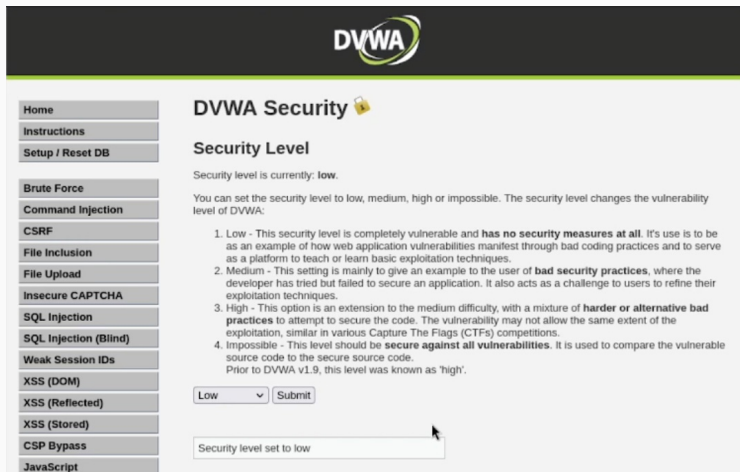 DVWA
Home
Instructions
Setup / Reset DB
Brute Force
Command Injection
CSRF
File Inclusion
File Upload
Insecure CAPTCHA
SQL Injection
SQL Injection (Blind)
Weak Session IDs
XSS (DOM)
XSS (Reflected)
XSS (Stored)
CSP Bypass
JavaScript
DVWA Security
Security Level
Security level is currently: low.
You can set the security level to low, medium, high or impossible. The security level changes the vulnerability
level of DVWA:
1. Low - This security level is completely vulnerable and has no security measures at all. It's use is to be
as an example of how web application vulnerabilities manifest through bad coding practices and to serve
as a platform to teach or learn basic exploitation techniques.
2. Medium - This setting is mainly to give an example to the user of bad security practices, where the
developer has tried but failed to secure an application. It also acts as a challenge to users to refine their
exploitation techniques.
3. High - This option is an extension to the medium difficulty, with a mixture of harder or alternative bad
practices to attempt to secure the code. The vulnerability may not allow the same extent of the
exploitation, similar in various Capture The Flags (CTFs) competitions.
4. Impossible - This level should be secure against all vulnerabilities. It is used to compare the vulnerable
source code to the secure source code.
Prior to DVWA v1.9, this level was known as 'high'.
Low Submit
Security level set to low